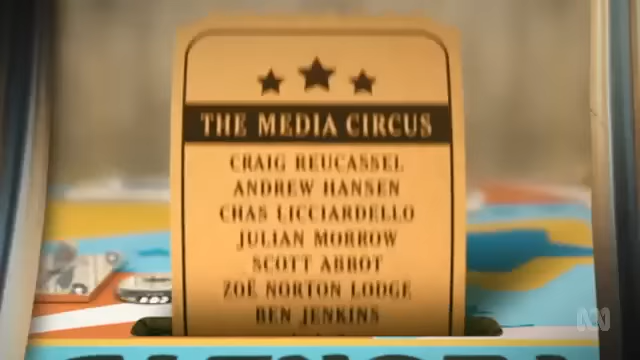 THE MEDIA CIRCUS
CRAIG REUCASSEL
ANDREW HANSEN
CHAS LICCIARDELLO
JULIAN MORROW
SCOTT ABBOT
ZOË NORTON LODGE
BEN JENKINS